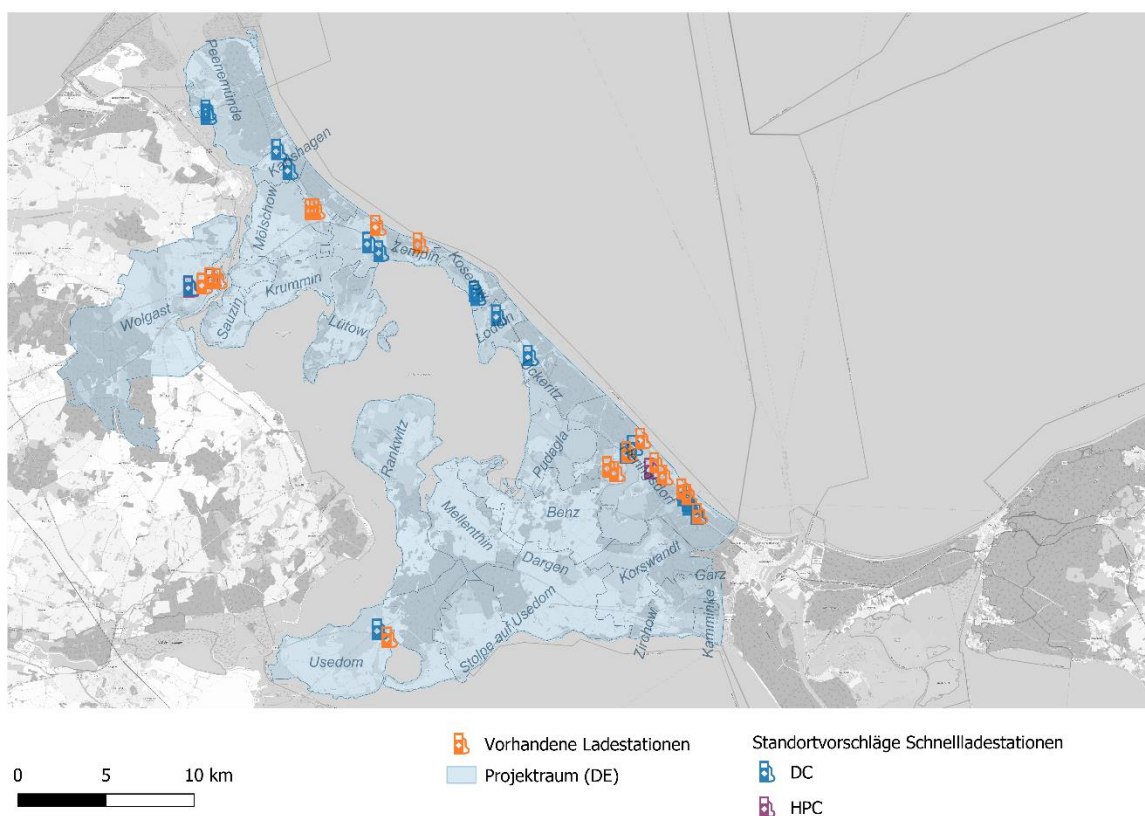 Peenemünde
Karlshagen
Mölschow
Zempin
Koserow
Krummin
Wolgast
Sauzin
Lütow
Loddin
Ückeritz
Rankwitz
Pudagla
Heringsdorf
Mellenthin
Benz
Dargen
Korswandt
Garz
Stolpe auf Usedom
Zirchow
Kamminke
Usedom
Vorhandene Ladestationen
Standortvorschläge Schnellladestationen
0 5 10 km
Projektraum (DE)
DC
HPC